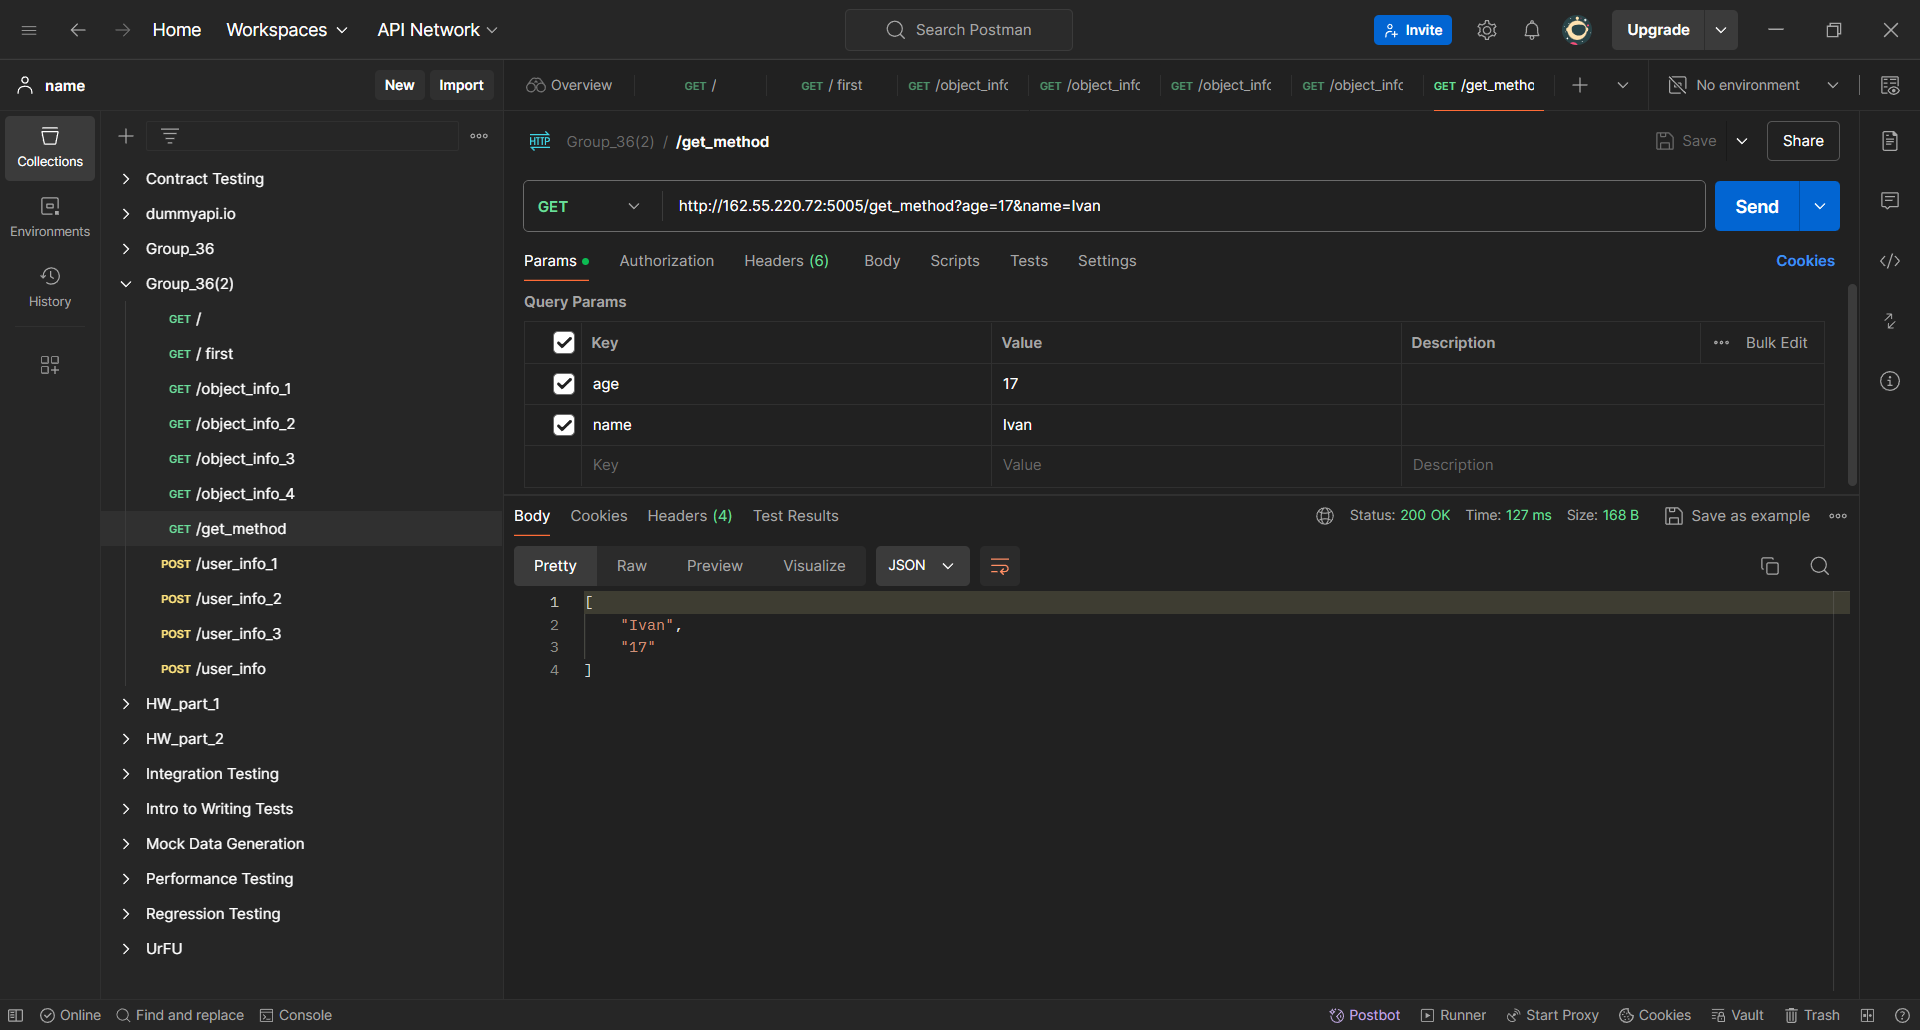 Home Workspaces API Network Search Postman Invite Upgrade
name New Import Overview GET / GET / first GET /object_info GET /object_info GET /object_info GET /object_info GET /get_metho No environment
Collections
Environments
History
Contract Testing
dummyapi.io
Group_36
Group_36(2)
GET /
GET / first
GET /object_info_1
GET /object_info_2
GET /object_info_3
GET /object_info_4
GET /get_method
POST /user_info_1
POST /user_info_2
POST /user_info_3
POST /user_info
HW_part_1
HW_part_2
Integration Testing
Intro to Writing Tests
Mock Data Generation
Performance Testing
Regression Testing
UrFU
HTTP Group_36(2) / /get_method Save Share
GET http://162.55.220.72:5005/get_method?age=17&name=Ivan Send
Params Authorization Headers (6) Body Scripts Tests Settings Cookies
Query Params
Key Value Description Bulk Edit
age 17
name Ivan
Key Value Description
Body Cookies Headers (4) Test Results Status: 200 OK Time: 127 ms Size: 168 B Save as example
Pretty Raw Preview Visualize JSON
1 [
2 "Ivan",
3 "17"
4 ]
Online Find and replace Console Postbot Runner Start Proxy Cookies Vault Trash